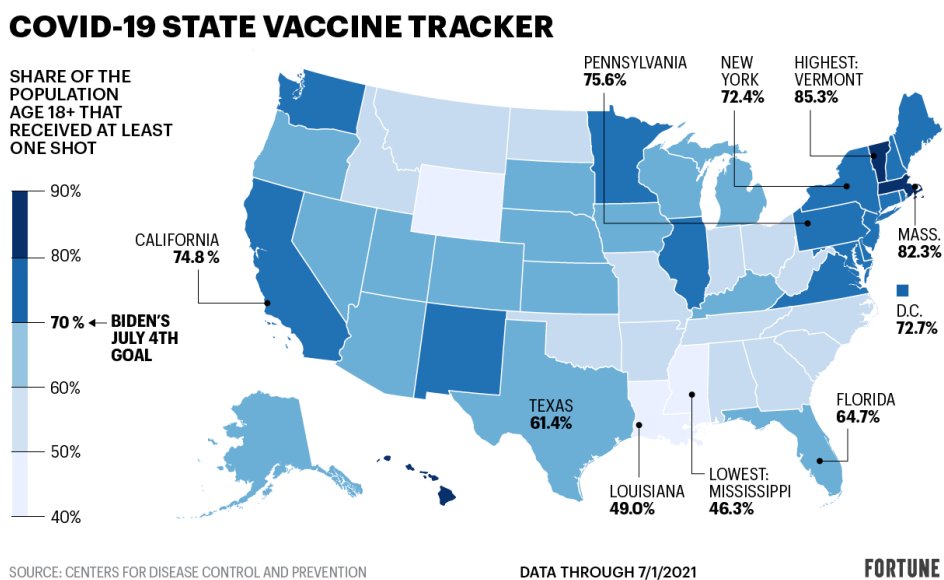 COVID-19 STATE VACCINE TRACKER
SHARE OF THE
POPULATION
AGE 18+ THAT
RECEIVED AT LEAST
ONE SHOT
90%
80%
70 %
BIDEN'S
JULY 4TH
GOAL
60%
50%
40%
CALIFORNIA
74.8 %
PENNSYLVANIA
75.6%
NEW
YORK
72.4%
HIGHEST:
VERMONT
85.3%
MASS.
82.3%
D.C.
72.7%
TEXAS
61.4%
FLORIDA
64.7%
LOUISIANA
49.0%
LOWEST:
MISSISSIPPI
46.3%
SOURCE: CENTERS FOR DISEASE CONTROL AND PREVENTION
DATA THROUGH 7/1/2021
FORTUNE